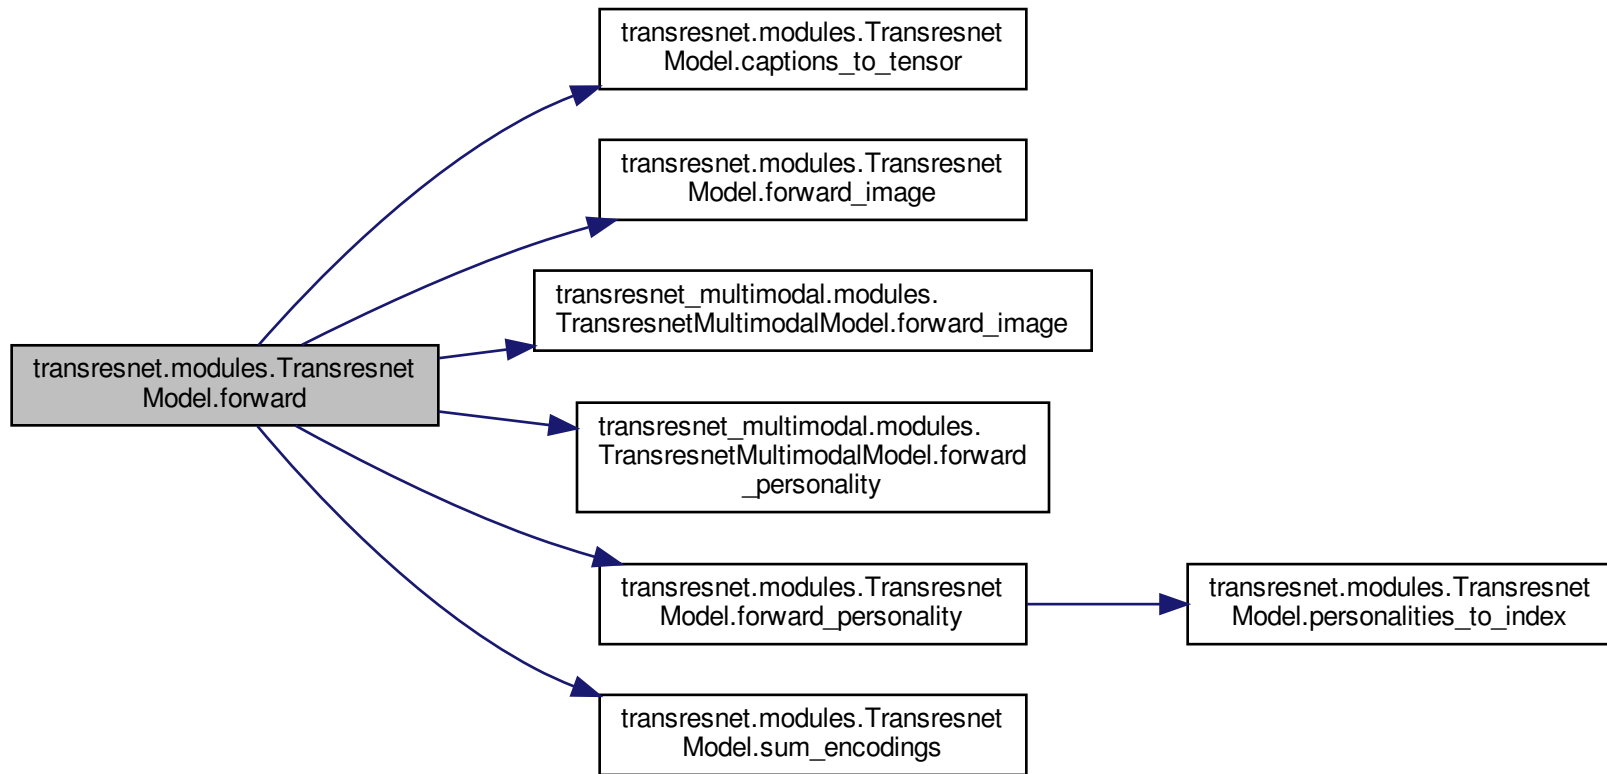 transresnet.modules.Transresnet
Model.captions_to_tensor
transresnet.modules.Transresnet
Model.forward_image
transresnet_multimodal.modules.
TransresnetMultimodalModel.forward_image
transresnet.modules.Transresnet
Model.forward
transresnet_multimodal.modules.
TransresnetMultimodalModel.forward
_personality
transresnet.modules.Transresnet
Model.forward_personality
transresnet.modules.Transresnet
Model.personalities_to_index
transresnet.modules.Transresnet
Model.sum_encodings